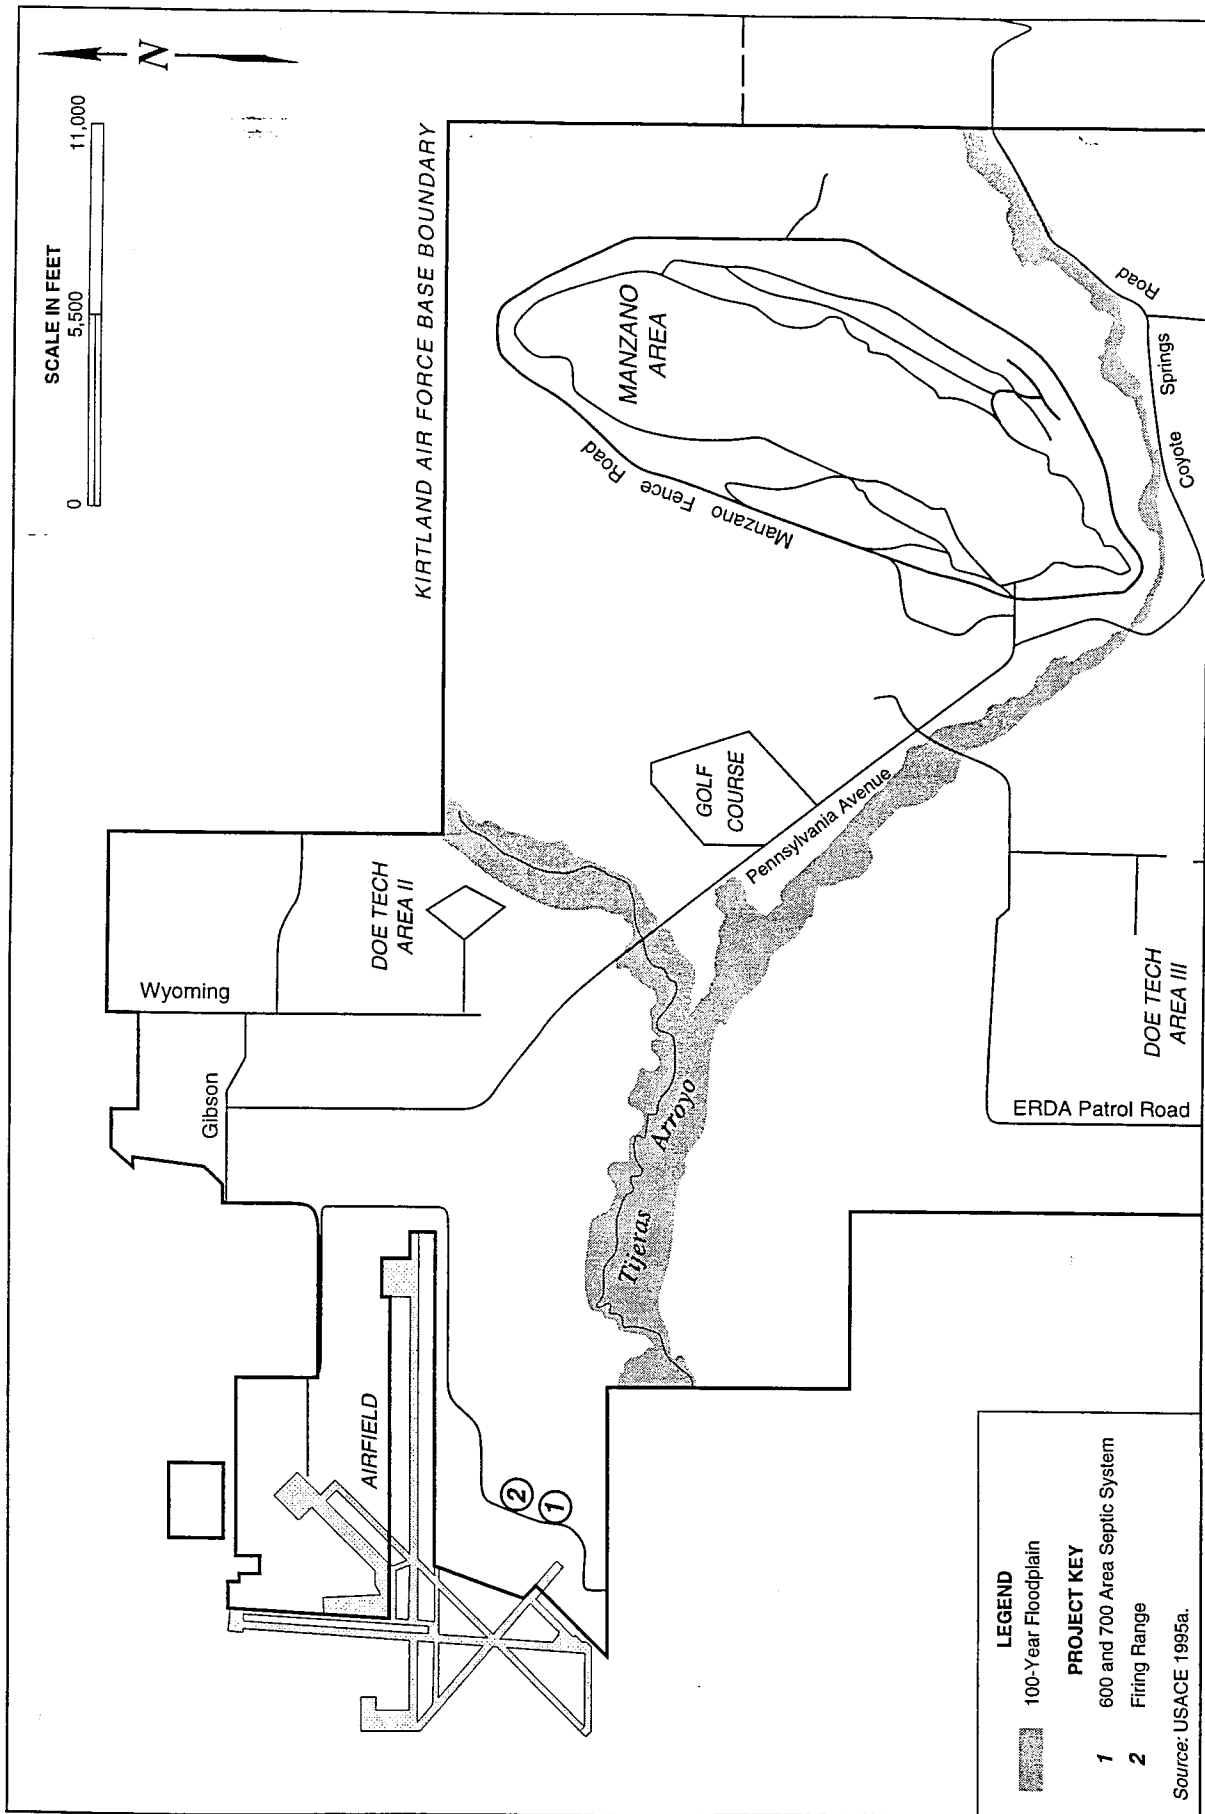 N
SCALE IN FEET
0 5,500 11,000
KIRTLAND AIR FORCE BASE BOUNDARY
Wyoming
Gibson
DOE TECH
AREA II
MANZANO
AREA
Manzano Fence Road
AIRFIELD
GOLF
COURSE
Pennsylvania Avenue
2
1
Tijeras Arroyo
ERDA Patrol Road
DOE TECH
AREA III
Coyote Springs Road
LEGEND
100-Year Floodplain
PROJECT KEY
1 600 and 700 Area Septic System
2 Firing Range
Source: USACE 1995a.